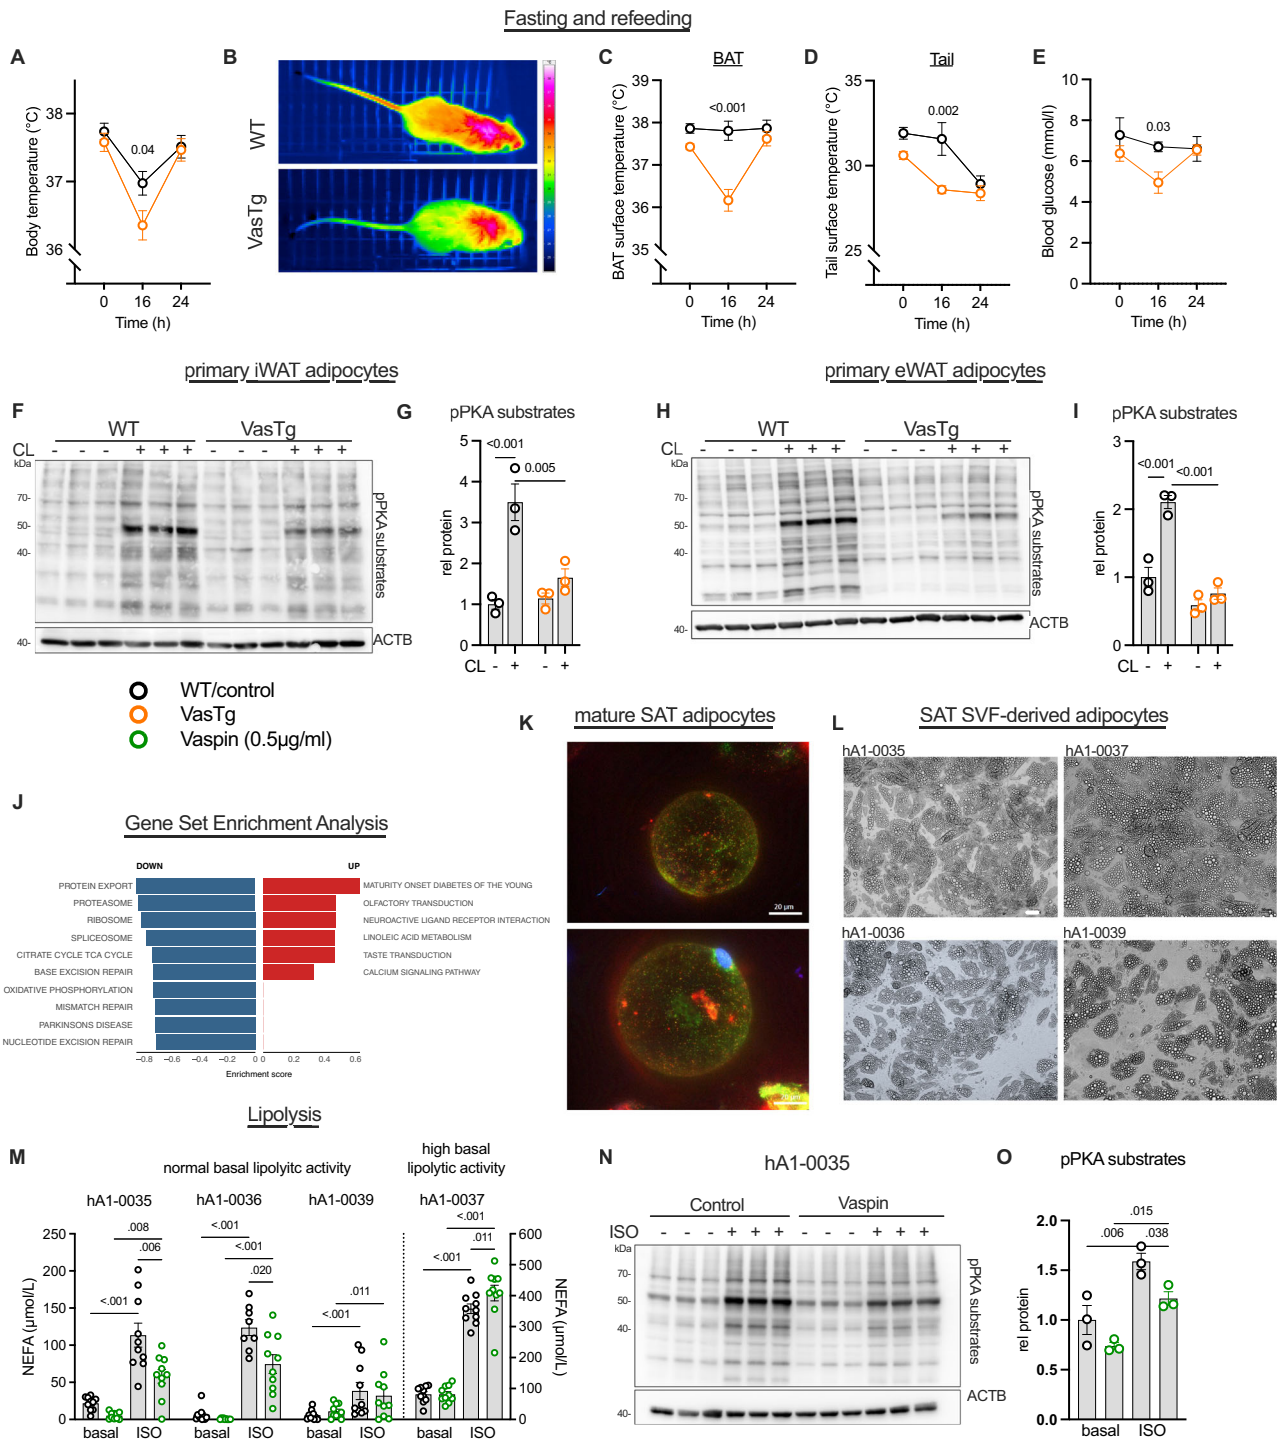 Fasting and refeeding
A
Body temperature (°C)
38
37
36
0.04
0 16 24
Time (h)
B
WT
VasTg
C
BAT
BAT surface temperature (°C)
39
38
37
36
35
<0.001
0 16 24
Time (h)
D
Tail
Tail surface temperature (°C)
35
30
25
0.002
0 16 24
Time (h)
E
Blood glucose (mmol/l)
10
8
6
4
2
0
0.03
0 16 24
Time (h)
primary iWAT adipocytes
F
WT VasTg
CL - - - + + + - - - + + +
kDa
70-
50-
40-
pPKA substrates
40-
ACTB
G
pPKA substrates
rel protein
5
4
3
2
1
0
<0.001
0.005
CL - + - +
primary eWAT adipocytes
H
WT VasTg
CL - - - + + + - - - + + +
kDa
70-
50-
40-
pPKA substrates
40-
ACTB
I
pPKA substrates
rel protein
3
2
1
0
<0.001 <0.001
CL - + - +
WT/control
VasTg
Vaspin (0.5µg/ml)
J
Gene Set Enrichment Analysis
DOWN UP
PROTEIN EXPORT MATURITY ONSET DIABETES OF THE YOUNG
PROTEASOME OLFACTORY TRANSDUCTION
RIBOSOME NEUROACTIVE LIGAND RECEPTOR INTERACTION
SPLICEOSOME LINOLEIC ACID METABOLISM
CITRATE CYCLE TCA CYCLE TASTE TRANSDUCTION
BASE EXCISION REPAIR CALCIUM SIGNALING PATHWAY
OXIDATIVE PHOSPHORYLATION
MISMATCH REPAIR
PARKINSONS DISEASE
NUCLEOTIDE EXCISION REPAIR
−0.8 −0.6 −0.4 −0.2 0 0 0.2 0.4 0.6
Enrichment score
K
mature SAT adipocytes
20 µm
20 µm
L
SAT SVF-derived adipocytes
hA1-0035 hA1-0037
hA1-0036 hA1-0039
Lipolysis
M
normal basal lipolyitc activity
high basal
lipolytic activity
hA1-0035 hA1-0036 hA1-0039 hA1-0037
NEFA (µmol/L)
250
200
150
100
50
0
.008
.006
<.001
<.001
<.001
.020
.011
<.001
<.001
.011
<.001
600
500
400
300
200
100
0
NEFA (µmol/L)
basal ISO basal ISO basal ISO basal ISO
N
hA1-0035
Control Vaspin
ISO - - - + + + - - - + + +
kDa
70-
50-
40-
pPKA substrates
40-
ACTB
O
pPKA substrates
rel protein
2.0
1.5
1.0
0.5
0.0
.015
.006 .038
basal ISO